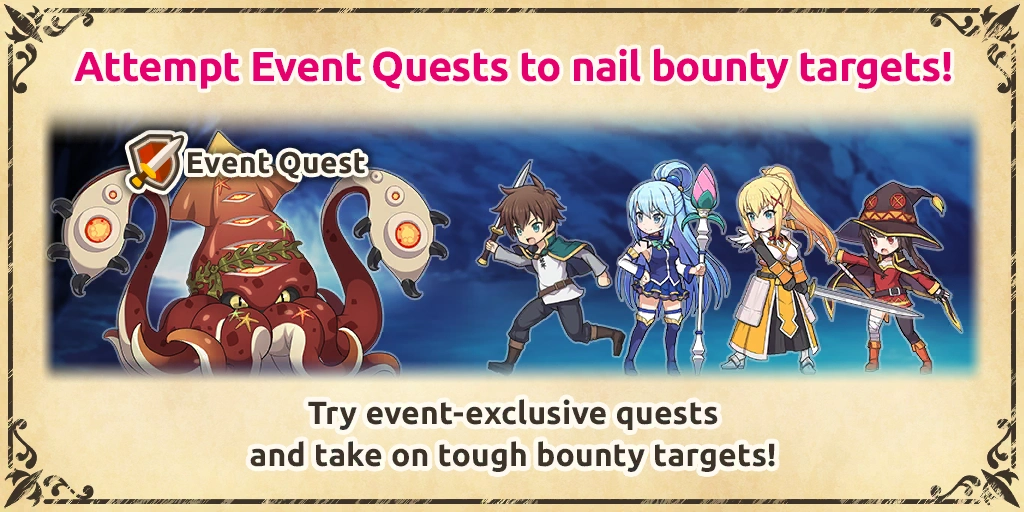 Attempt Event Quests to nail bounty targets!
Event Quest
Try event-exclusive quests
and take on tough bounty targets!